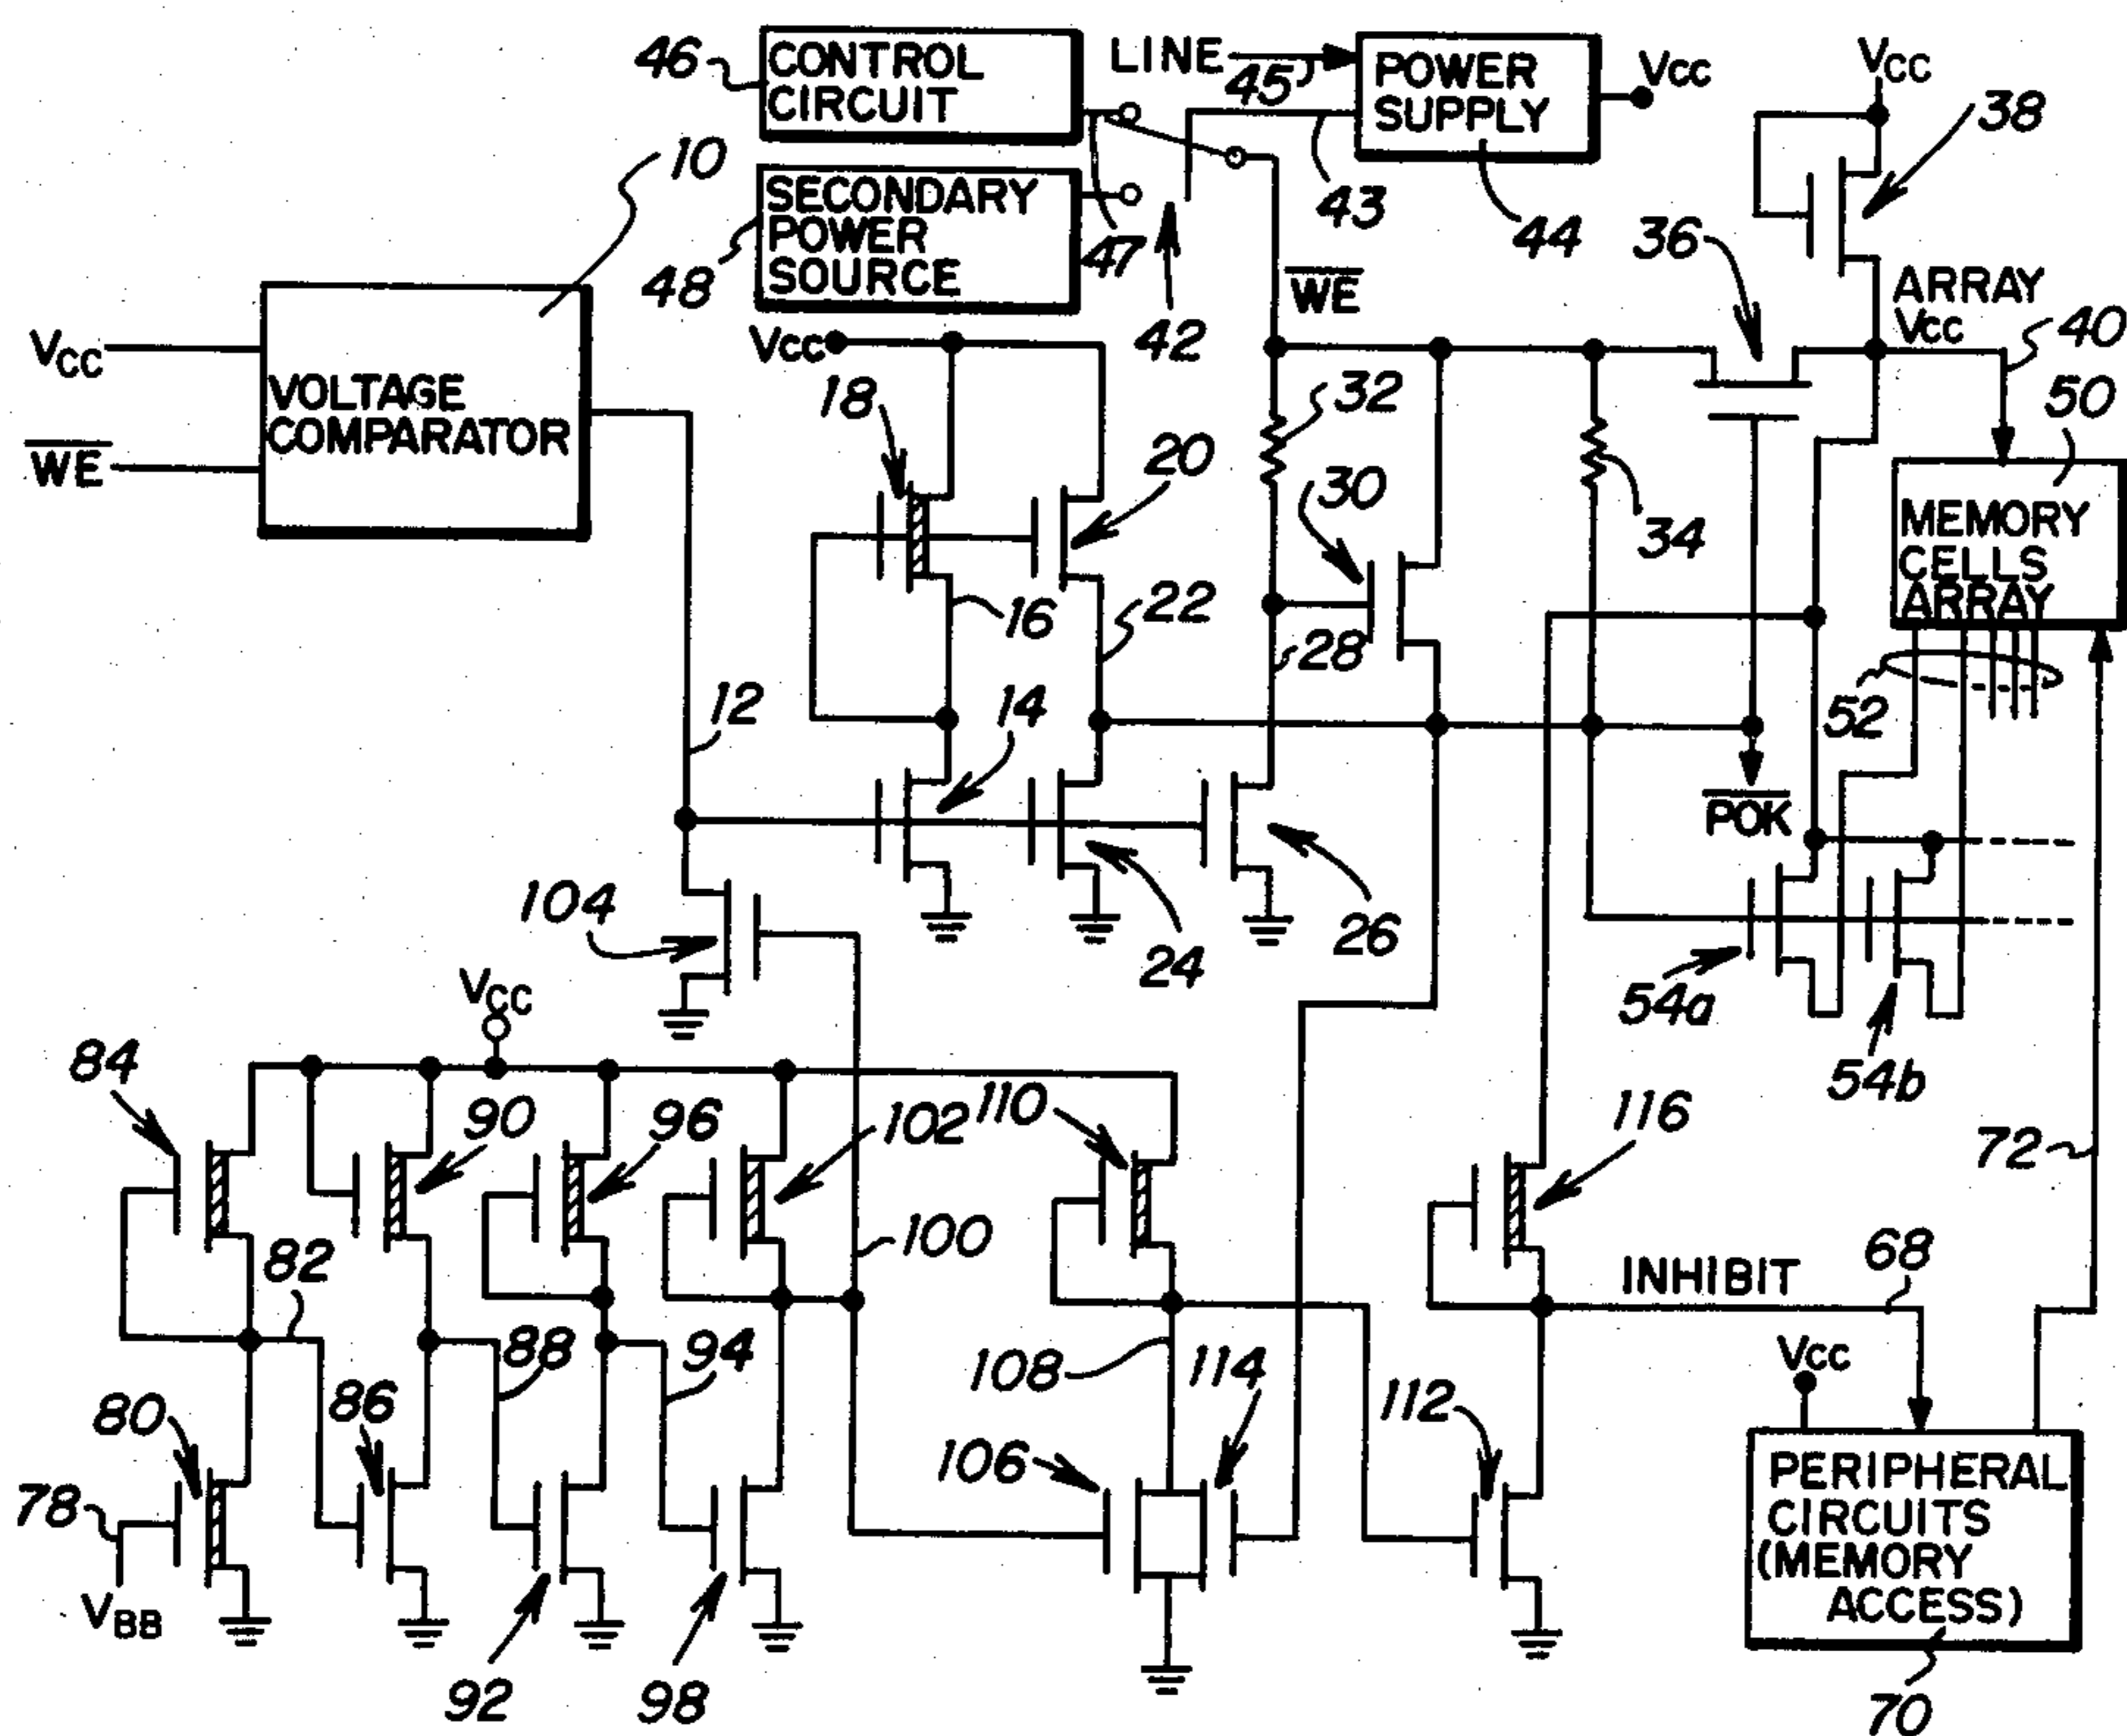 46
CONTROL
CIRCUIT
LINE
45
POWER
SUPPLY
Vcc
VCC
38
10
SECONDARY
POWER
SOURCE
48
47
42
43
44
36
WE
ARRAY
Vcc
40
VCC
VOLTAGE
COMPARATOR
WE
Vcc
18
20
32
30
34
50
MEMORY
CELLS
ARRAY
16
22
28
12
14
52
POK
104
24
26
54a
54b
VCC
84
90
96
102
110
116
72
82
100
INHIBIT
68
88
94
108
114
Vcc
80
86
112
78
106
VBB
92
98
PERIPHERAL
CIRCUITS
(MEMORY
ACCESS)
70